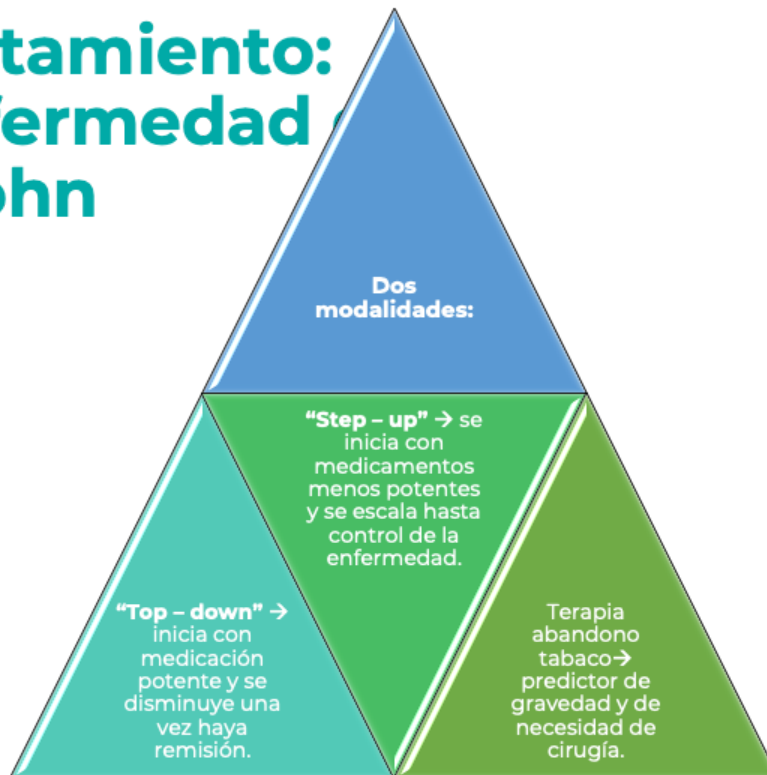 tamiento:
fermedad
ohn
Dos
modalidades:
“Step – up” → se
inicia con
medicamentos
menos potentes
y se escala hasta
control de la
enfermedad.
“Top – down” →
inicia con
medicación
potente y se
disminuye una
vez haya
remisión.
Terapia
abandono
tabaco→
predictor de
gravedad y de
necesidad de
cirugía.